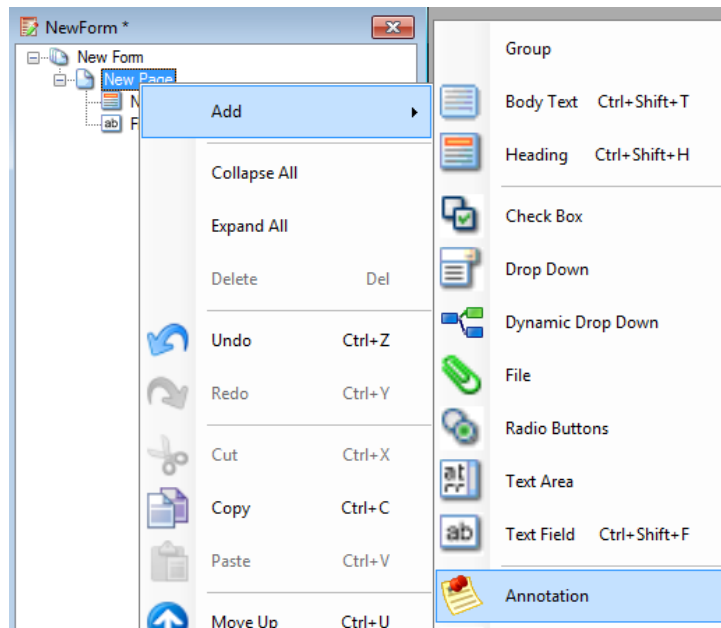 NewForm *
New Form
New Page
N
F
Add
Collapse All
Expand All
Delete Del
Undo Ctrl+Z
Redo Ctrl+Y
Cut Ctrl+X
Copy Ctrl+C
Paste Ctrl+V
Move Up Ctrl+U
Group
Body Text Ctrl+Shift+T
Heading Ctrl+Shift+H
Check Box
Drop Down
Dynamic Drop Down
File
Radio Buttons
Text Area
Text Field Ctrl+Shift+F
Annotation